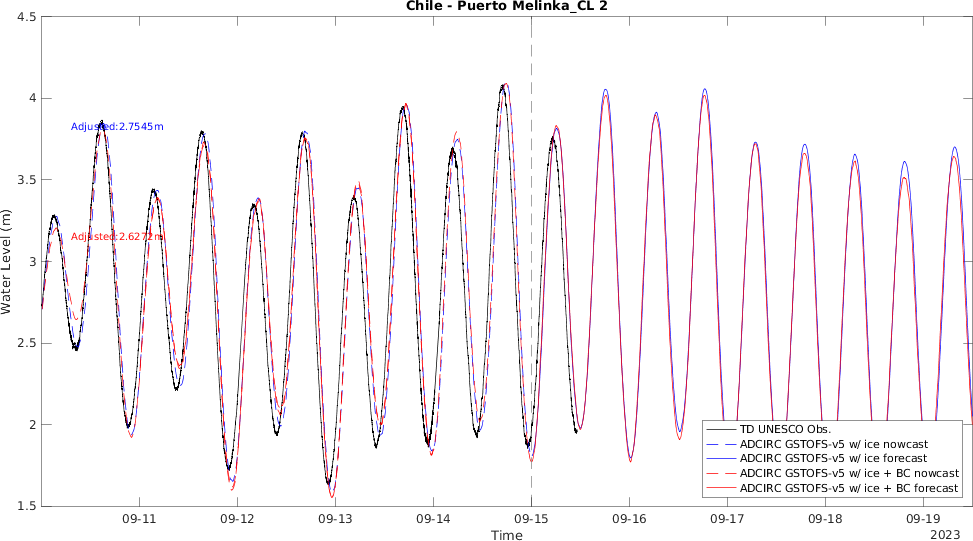 Chile - Puerto Melinka_CL 2
4.5
4
3.5
3
2.5
2
1.5
Water Level (m)
Adjusted:2.7545m
Adjusted:2.6272m
TD UNESCO Obs.
ADCIRC GSTOFS-v5 w/ ice nowcast
ADCIRC GSTOFS-v5 w/ ice forecast
ADCIRC GSTOFS-v5 w/ ice + BC nowcast
ADCIRC GSTOFS-v5 w/ ice + BC forecast
09-11 09-12 09-13 09-14 09-15 09-16 09-17 09-18 09-19
Time
2023